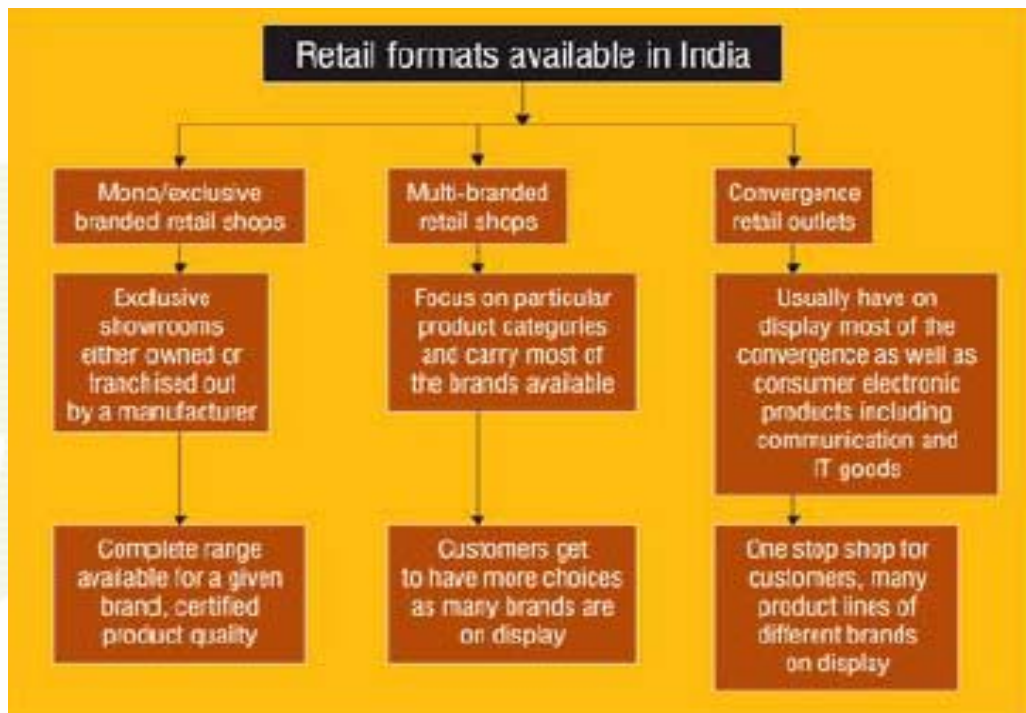 Retail formats available in India
Mono/exclusive
branded retail shops
Multi-branded
retail shops
Convergence
retail outlets
Exclusive
showrooms
either owned or
franchised out
by a manufacturer
Focus on particular
product categories
and carry most of
the brands available
Usually have on
display most of the
convergence as well as
consumer electronic
products including
communication and
IT goods
Complete range
available for a given
brand, certified
product quality
Customers get
to have more choices
as many brands are
on display
One stop shop for
customers, many
product lines of
different brands
on display